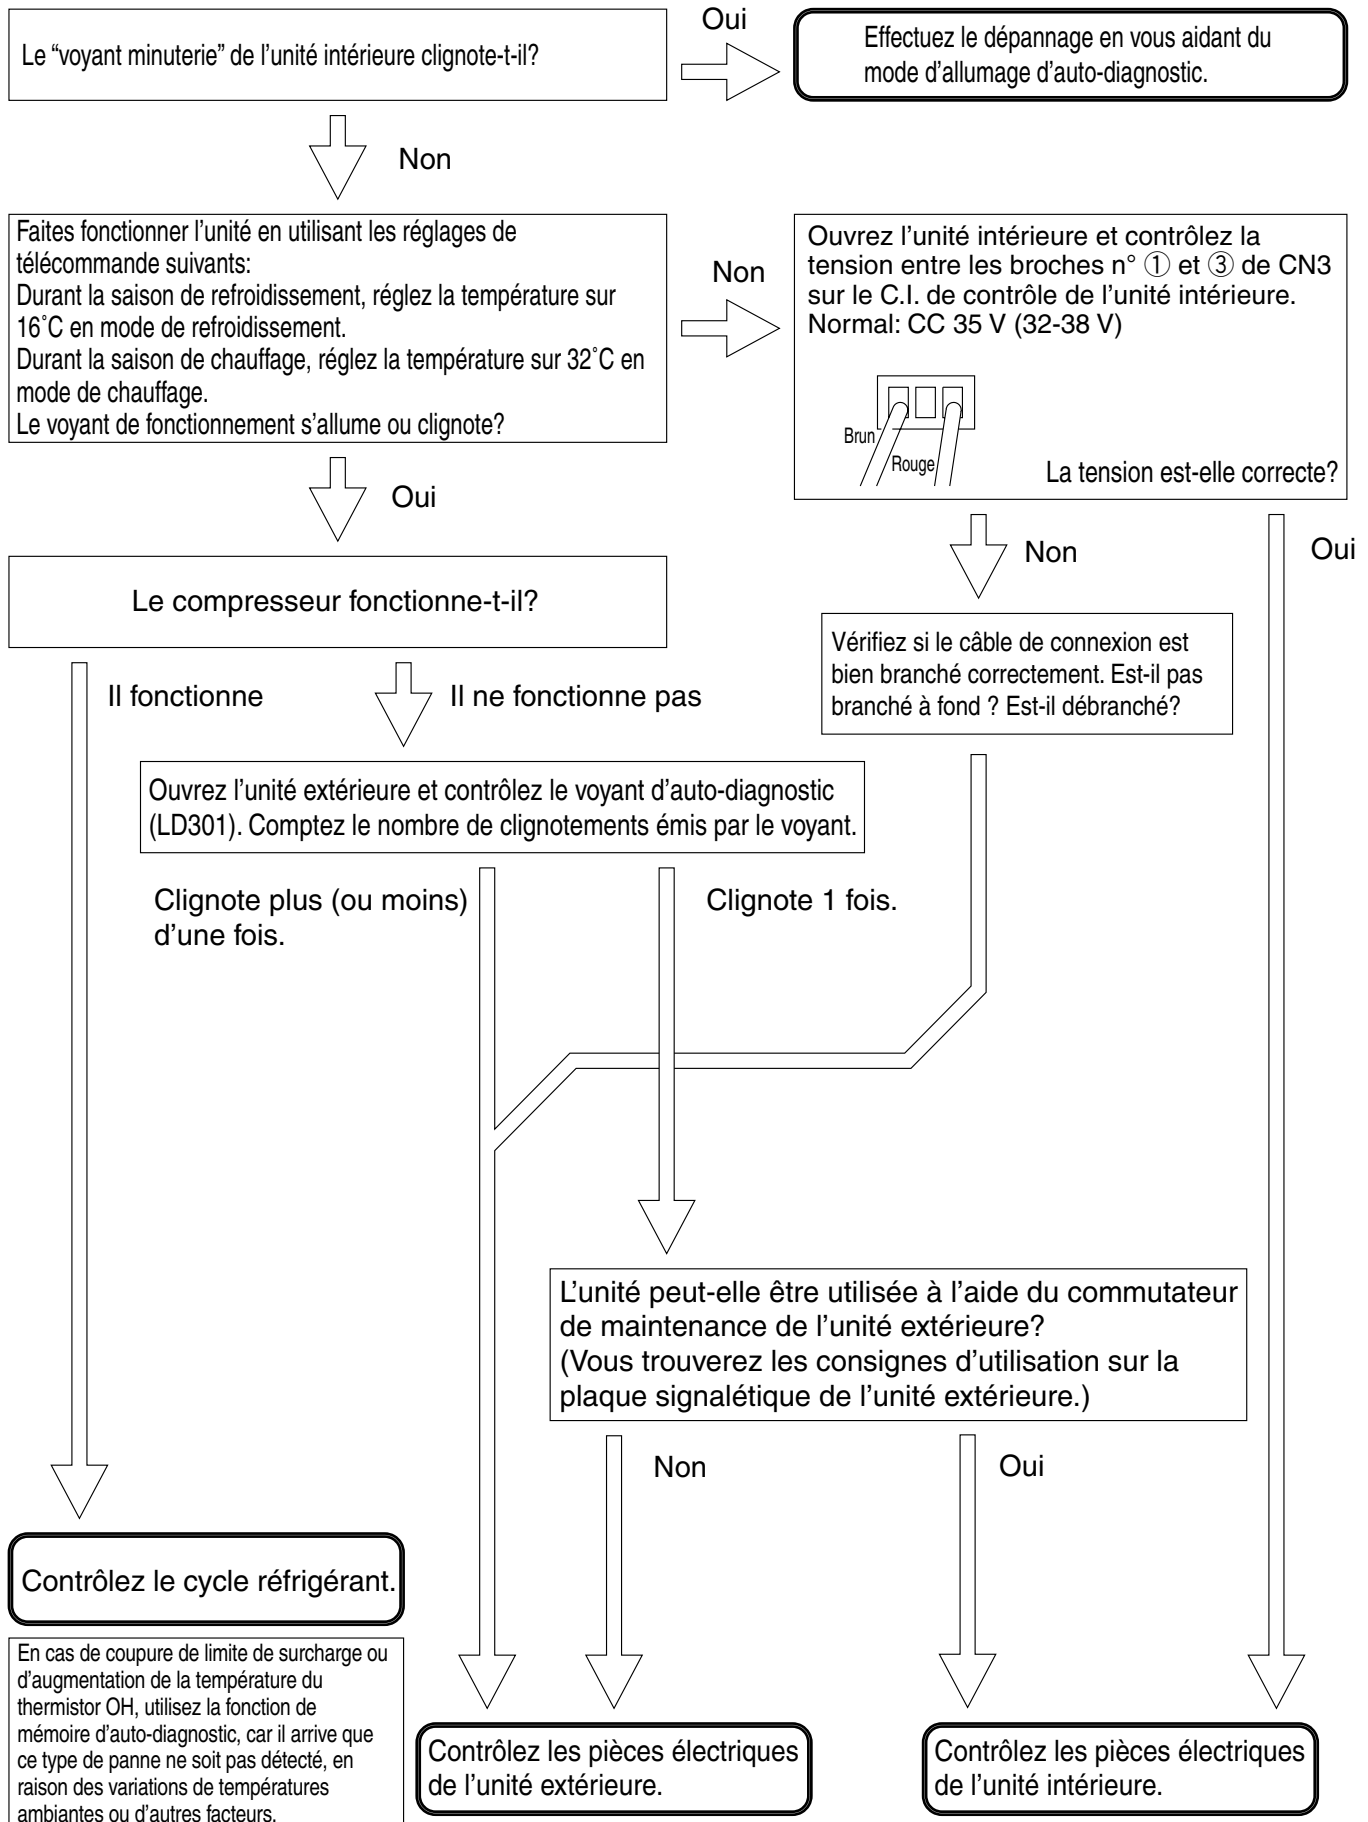 Le “voyant minuterie” de l’unité intérieure clignote-t-il?
Oui
Effectuez le dépannage en vous aidant du
mode d’allumage d’auto-diagnostic.
Non
Faites fonctionner l’unité en utilisant les réglages de
télécommande suivants:
Durant la saison de refroidissement, réglez la température sur
16˚C en mode de refroidissement.
Durant la saison de chauffage, réglez la température sur 32˚C en
mode de chauffage.
Le voyant de fonctionnement s’allume ou clignote?
Non
Ouvrez l’unité intérieure et contrôlez la
tension entre les broches n° ① et ③ de CN3
sur le C.I. de contrôle de l’unité intérieure.
Normal: CC 35 V (32-38 V)
Brun
Rouge
La tension est-elle correcte?
Oui
Non
Oui
Le compresseur fonctionne-t-il?
Vérifiez si le câble de connexion est
bien branché correctement. Est-il pas
branché à fond ? Est-il débranché?
Il fonctionne
Il ne fonctionne pas
Ouvrez l’unité extérieure et contrôlez le voyant d’auto-diagnostic
(LD301). Comptez le nombre de clignotements émis par le voyant.
Clignote plus (ou moins)
d’une fois.
Clignote 1 fois.
L’unité peut-elle être utilisée à l’aide du commutateur
de maintenance de l’unité extérieure?
(Vous trouverez les consignes d’utilisation sur la
plaque signalétique de l’unité extérieure.)
Non
Oui
Contrôlez le cycle réfrigérant.
En cas de coupure de limite de surcharge ou
d’augmentation de la température du
thermistor OH, utilisez la fonction de
mémoire d’auto-diagnostic, car il arrive que
ce type de panne ne soit pas détecté, en
raison des variations de températures
ambiantes ou d’autres facteurs.
Contrôlez les pièces électriques
de l’unité extérieure.
Contrôlez les pièces électriques
de l’unité intérieure.